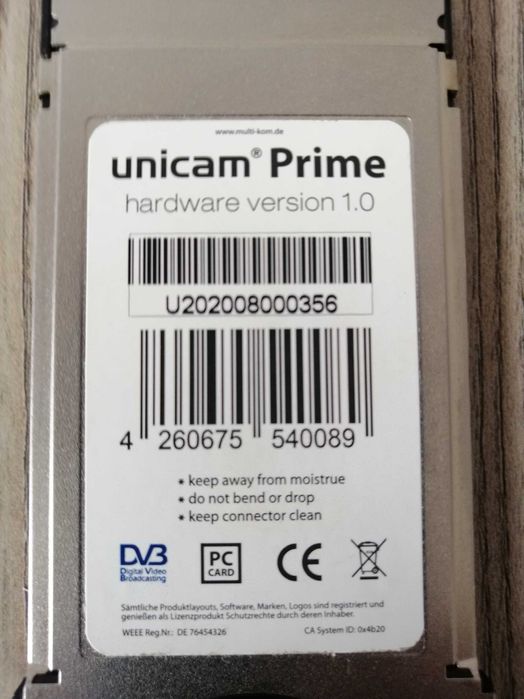 www.multi-kom.de
unicam® Prime
hardware version 1.0
U202008000356
4 260675 540089
* keep away from moistrue
* do not bend or drop
* keep connector clean
DVB
Digital Video
Broadcasting
PC
CARD
CE
Sämtliche Produktlayouts, Software, Marken, Logos sind registriert und
genießen als Lizenzprodukt Schutzrechte durch deren Inhaber.
WEEE Reg.Nr.: DE 76454326 CA System ID: 0x4b20